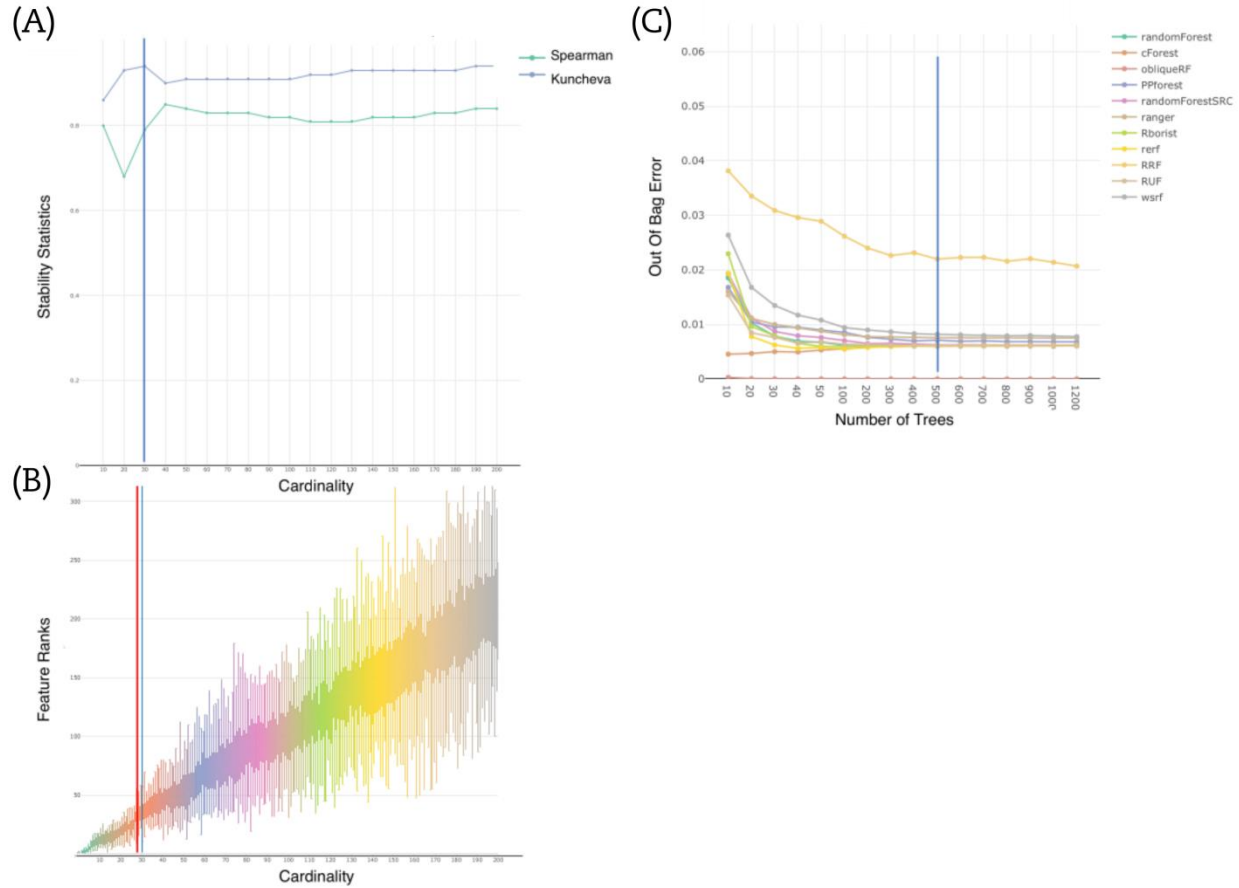 (A)
Spearman
Kuncheva
0.8
0.6
0.4
0.2
0
Stability Statistics
10 20 30 40 50 60 70 80 90 100 110 120 130 140 150 160 170 180 190 200
Cardinality
(B)
300
250
200
150
100
50
Feature Ranks
10 20 30 40 50 60 70 80 90 100 110 120 130 140 150 160 170 180 190 200
Cardinality
(C)
0.06
0.05
0.04
0.03
0.02
0.01
0
Out Of Bag Error
10 20 30 40 50 100 200 300 400 500 600 700 800 900 1000 1200
Number of Trees
randomForest
cForest
obliqueRF
PPforest
randomForestSRC
ranger
Rborist
rerf
RRF
RUF
wsrf